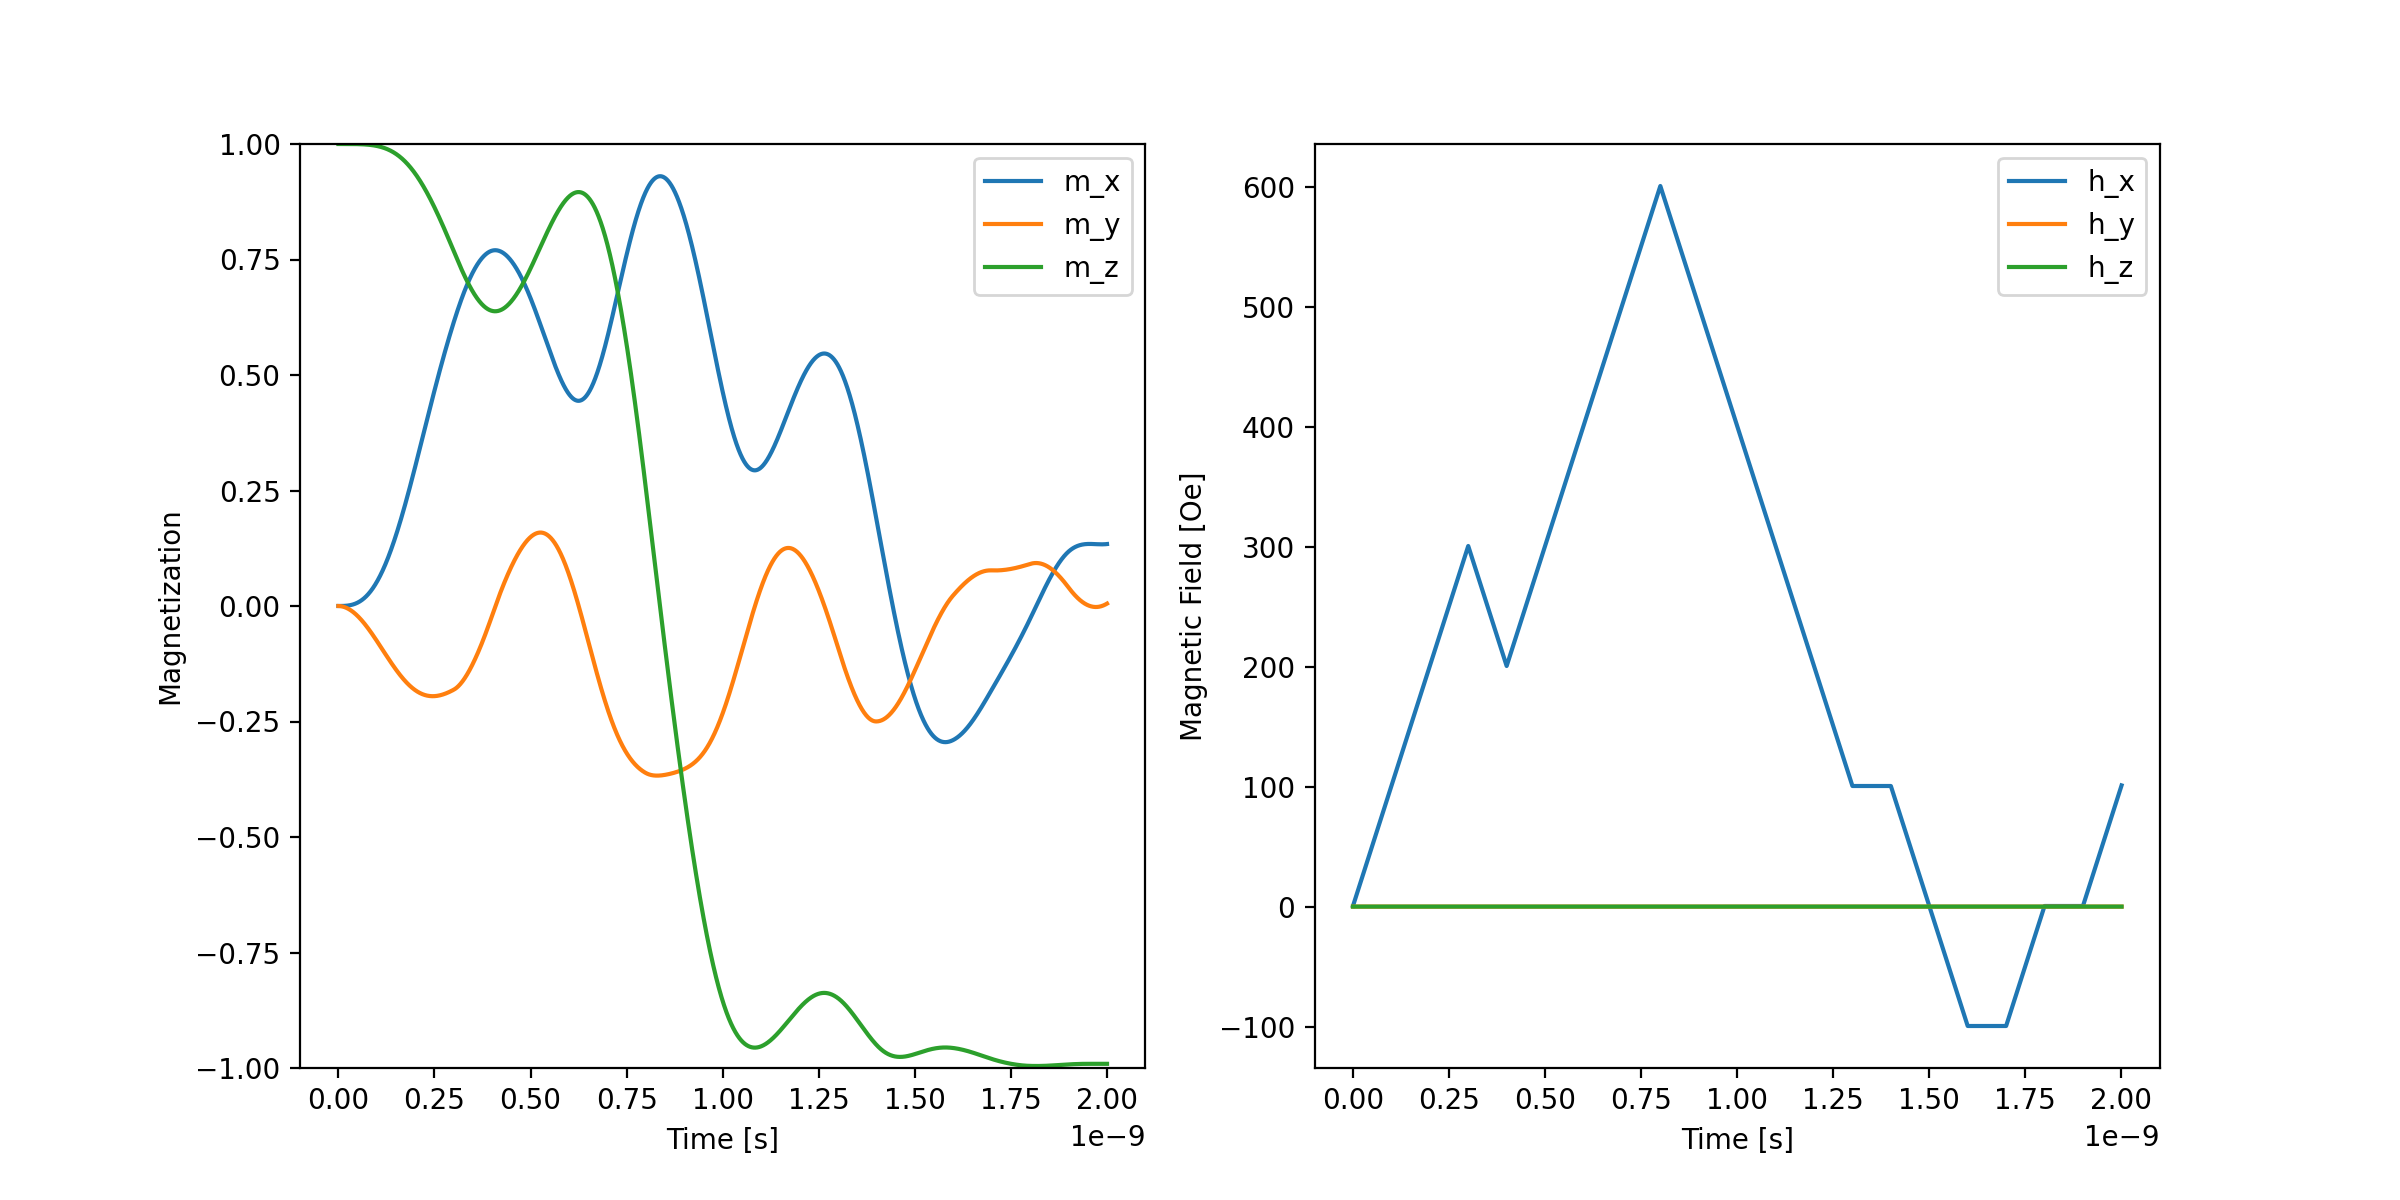 Magnetization
1.00
0.75
0.50
0.25
0.00
−0.25
−0.50
−0.75
−1.00
m_x
m_y
m_z
0.00 0.25 0.50 0.75 1.00 1.25 1.50 1.75 2.00
Time [s]
1e−9
Magnetic Field [Oe]
600
500
400
300
200
100
0
−100
h_x
h_y
h_z
0.00 0.25 0.50 0.75 1.00 1.25 1.50 1.75 2.00
Time [s]
1e−9